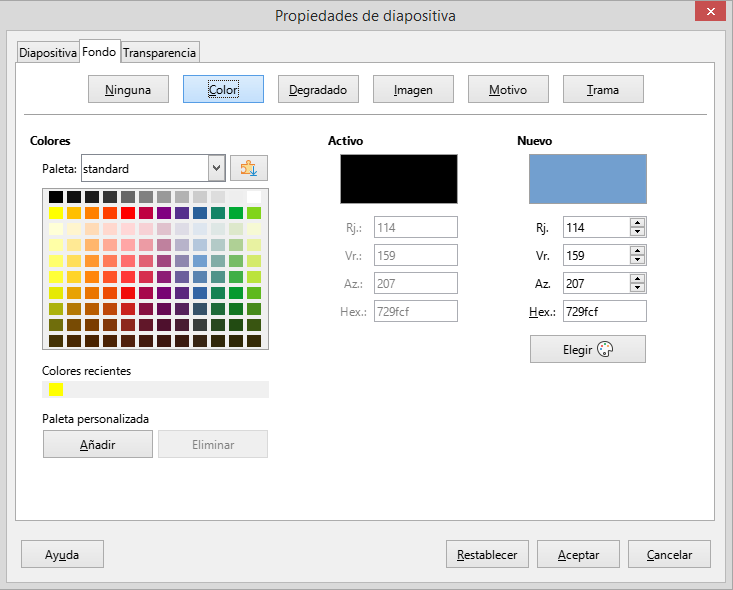 Propiedades de diapositiva
Diapositiva Fondo Transparencia
Ninguna Color Degradado Imagen Motivo Trama
Colores
Paleta: standard
Colores recientes
Paleta personalizada
Añadir Eliminar
Activo
Rj.: 114
Vr.: 159
Az.: 207
Hex.: 729fcf
Nuevo
Rj. 114
Vr. 159
Az. 207
Hex.: 729fcf
Elegir
Ayuda Restablecer Aceptar Cancelar